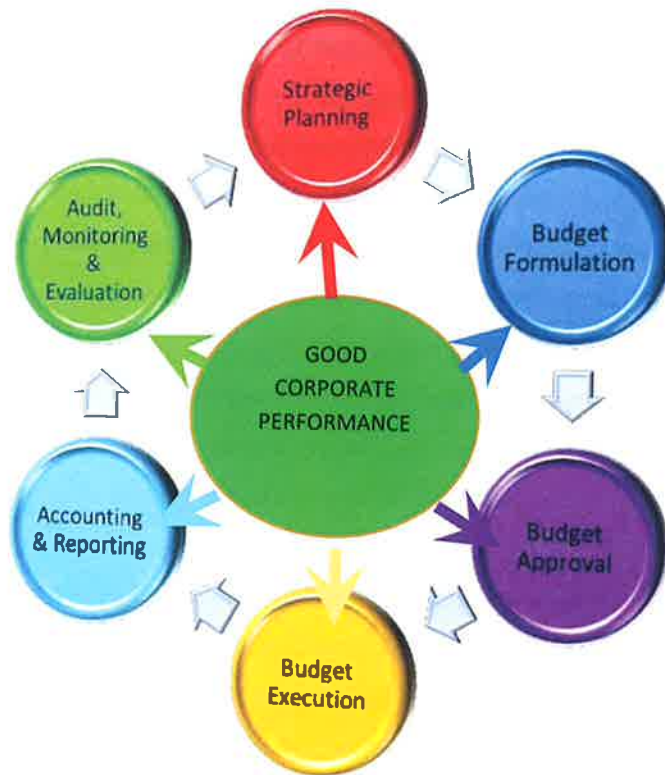 Strategic
Planning
Budget
Formulation
Budget
Approval
Budget
Execution
Accounting
& Reporting
Audit,
Monitoring
&
Evaluation
GOOD
CORPORATE
PERFORMANCE